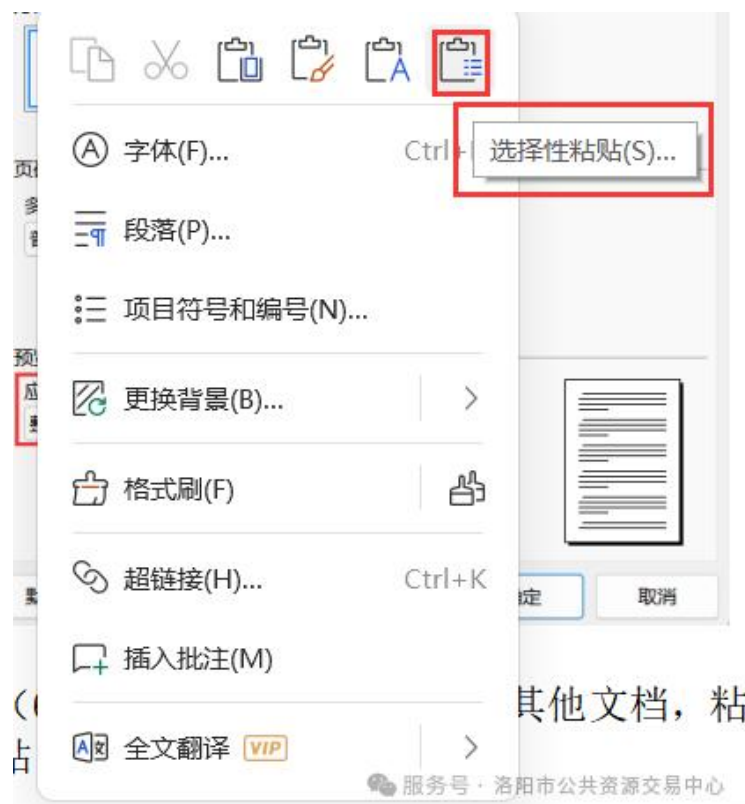 字体(F)...
Ctrl+
选择性粘贴(S)...
段落(P)...
项目符号和编号(N)...
更换背景(B)...
格式刷(F)
超链接(H)... Ctrl+K
取消
插入批注(M)
其他文档，粘
全文翻译 VIP
服务号 · 洛阳市公共资源交易中心